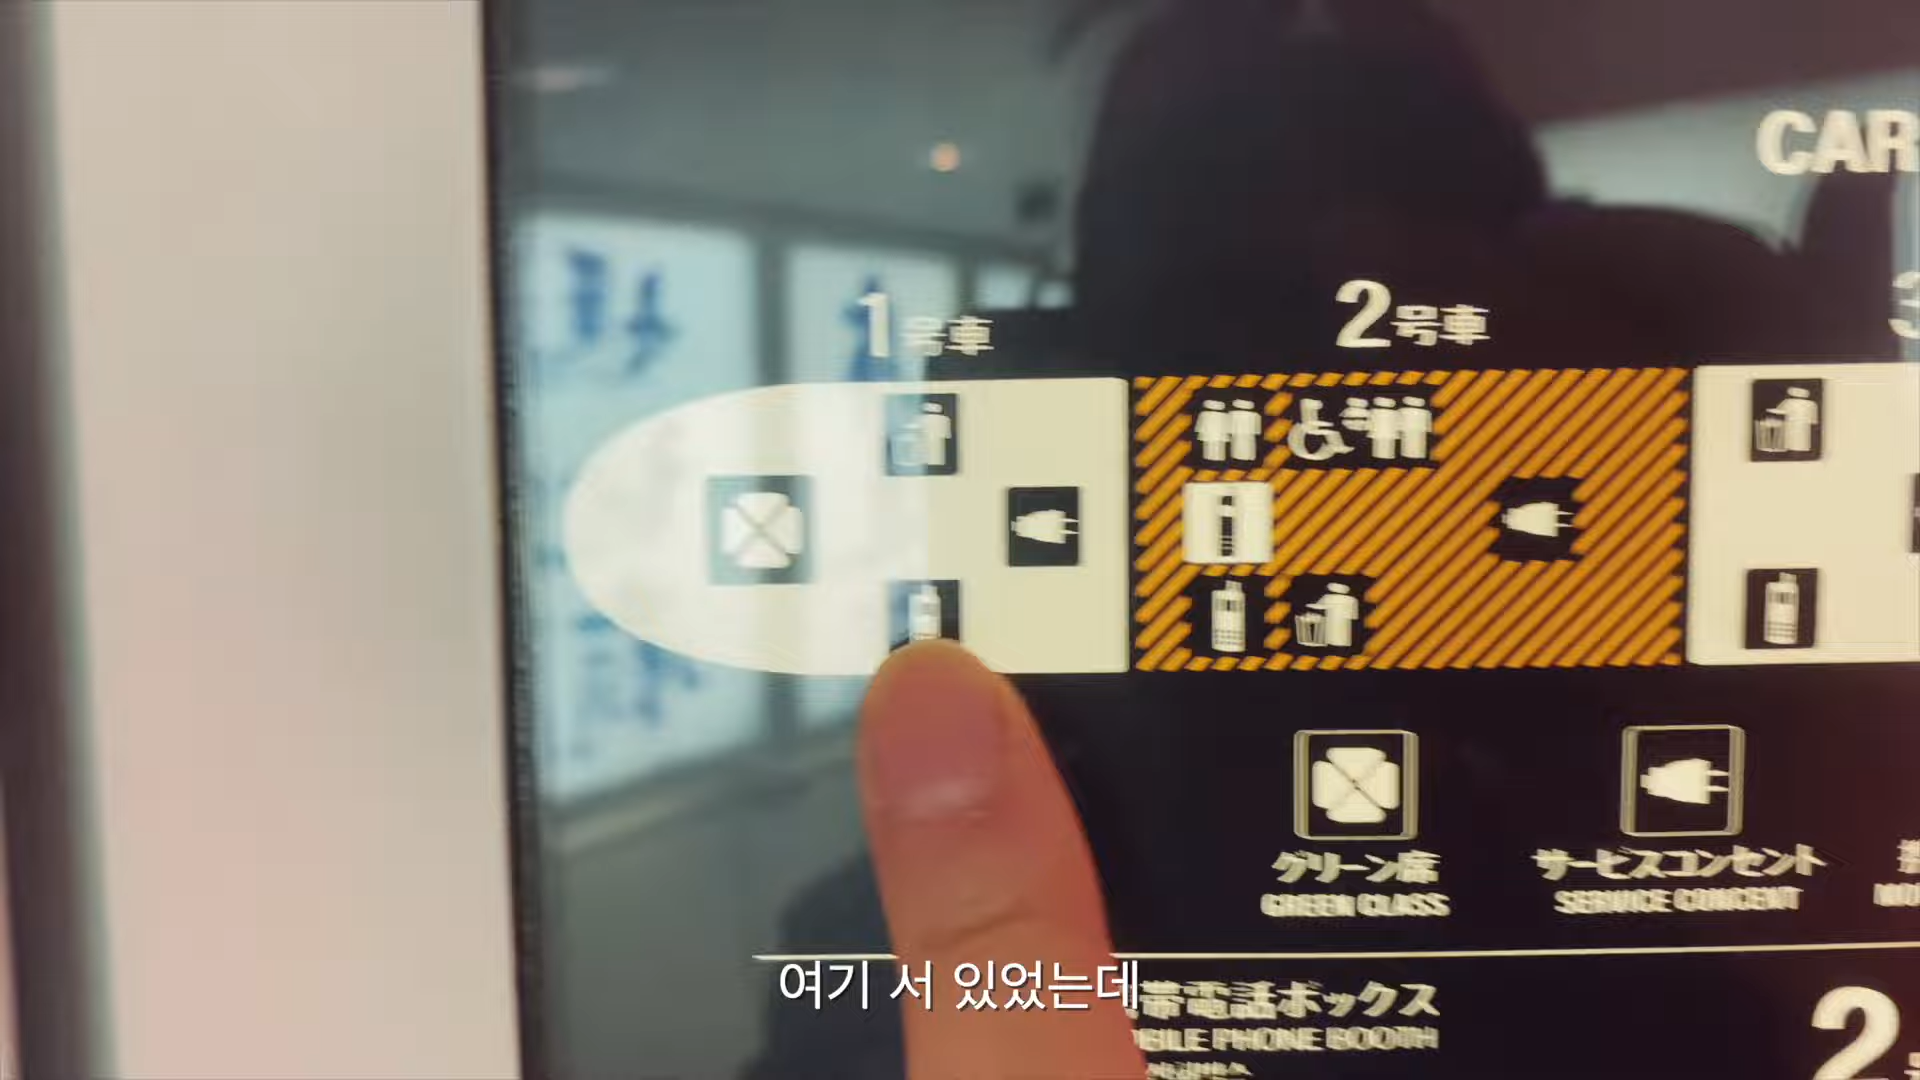 CAR
1号車
2号車
3
グリーン席
GREEN CLASS
サービスコンセント
SERVICE CONCENT
여기 서 있었는데
帯電話ボックス
BILE PHONE BOOTH
2